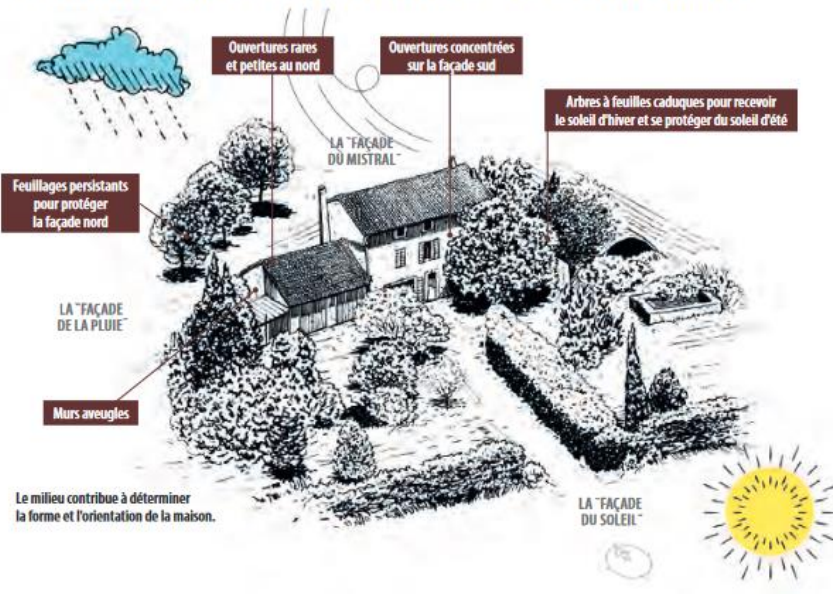 Ouvertures rares
et petites au nord
Ouvertures concentrées
sur la façade sud
Arbres à feuilles caduques pour recevoir
le soleil d'hiver et se protéger du soleil d'été
LA "FAÇADE
DU MISTRAL"
Feuillages persistants
pour protéger
la façade nord
LA "FAÇADE
DE LA PLUIE"
Murs aveugles
Le milieu contribue à déterminer
la forme et l'orientation de la maison.
LA "FAÇADE
DU SOLEIL"